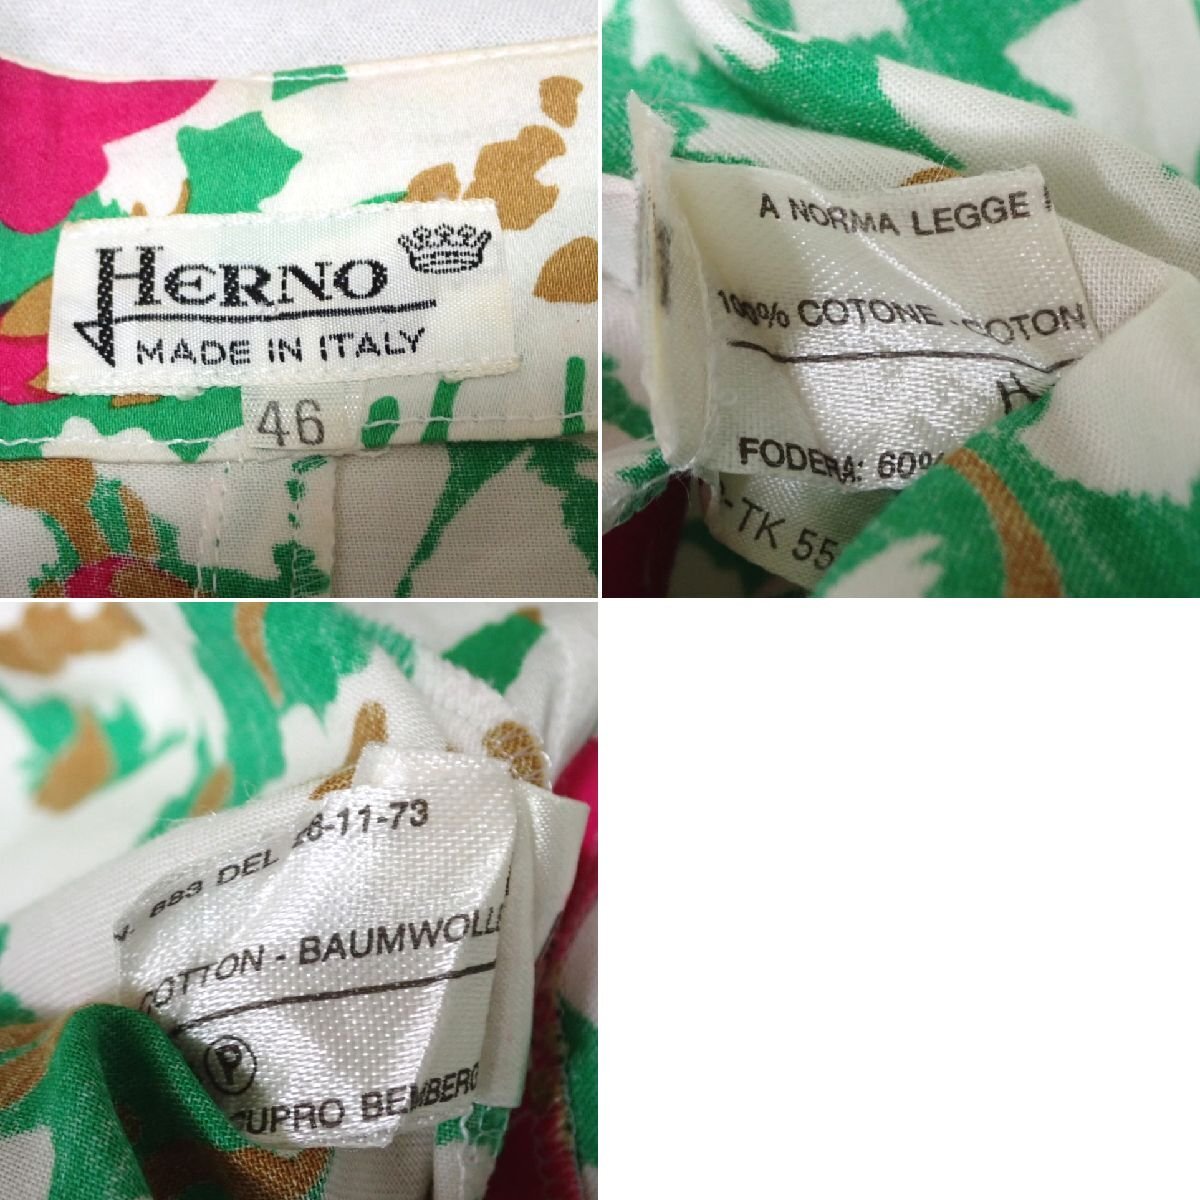 HERNO
MADE IN ITALY
46
A NORMA LEGGE
100% COTONE - COTON
H
FODERA: 60%
-TK 55
N. 883 DEL 26-11-73
COTTON - BAUMWOLLE
P
CUPRO BEMBERG